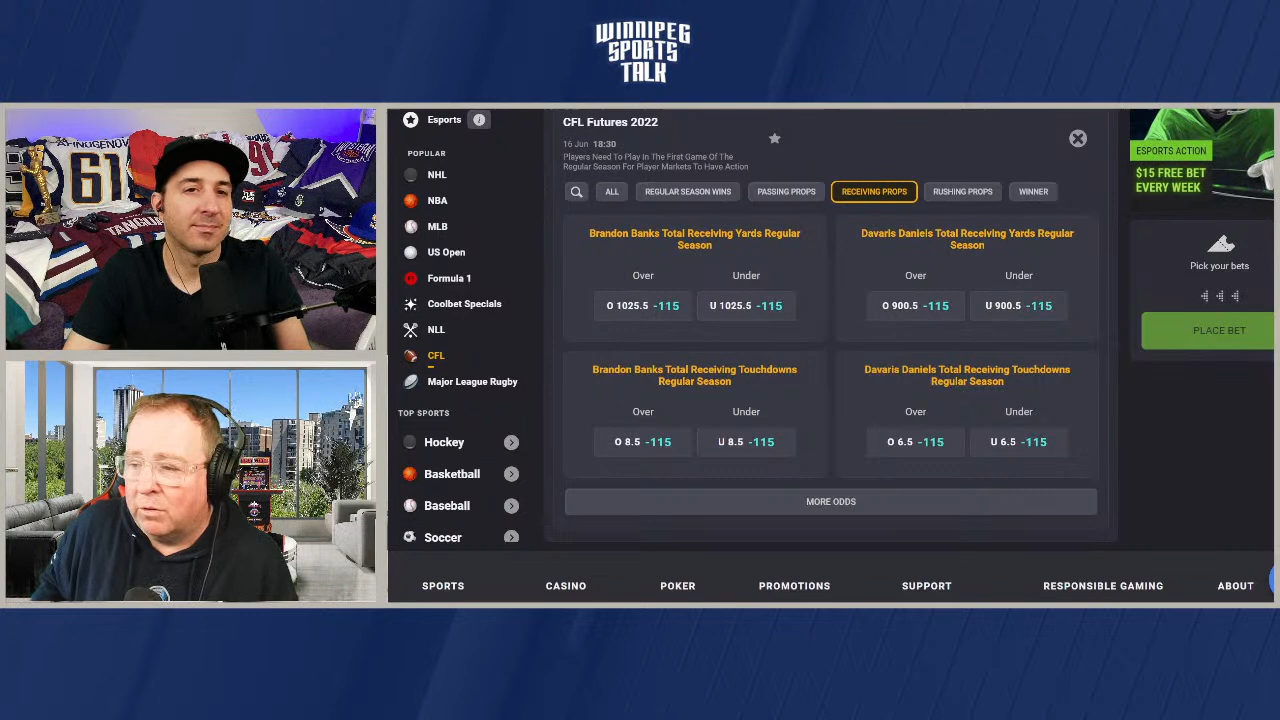 WINNIPEG
SPORTS
TALK
61
Esports
POPULAR
NHL
NBA
MLB
US Open
Formula 1
Coolbet Specials
NLL
CFL
Major League Rugby
TOP SPORTS
Hockey
Basketball
Baseball
Soccer
CFL Futures 2022
16 Jun 18:30
Players Need To Play In The First Game Of The
Regular Season For Player Markets To Have Action
ALL
REGULAR SEASON WINS
PASSING PROPS
RECEIVING PROPS
RUSHING PROPS
WINNER
Brandon Banks Total Receiving Yards Regular
Season
Over
Under
O 1025.5 -115
U 1025.5 -115
Davaris Daniels Total Receiving Yards Regular
Season
Over
Under
O 900.5 -115
U 900.5 -115
Brandon Banks Total Receiving Touchdowns
Regular Season
Over
Under
O 8.5 -115
U 8.5 -115
Davaris Daniels Total Receiving Touchdowns
Regular Season
Over
Under
O 6.5 -115
U 6.5 -115
MORE ODDS
ESPORTS ACTION
$15 FREE BET
EVERY WEEK
Pick your bets
PLACE BET
SPORTS
CASINO
POKER
PROMOTIONS
SUPPORT
RESPONSIBLE GAMING
ABOUT